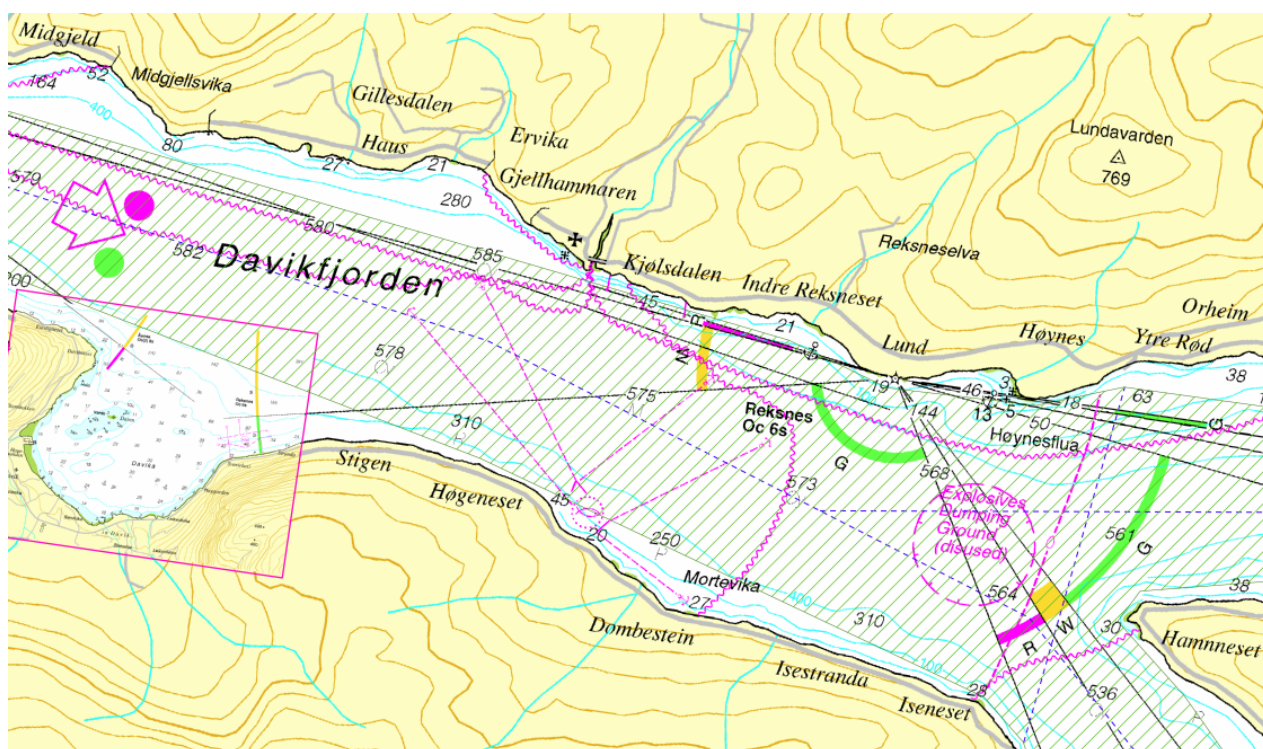 Midgjeld
Midgjellsvika
52
164
400
Gillesdalen
Haus
Ervika
80
27
21
Gjellhammaren
280
579
580
585
582
Davikfjorden
Kjølsdalen
Indre Reksneset
Reksneselva
Lundavarden
769
Orheim
Ytre Rød
Høynes
Lund
45
21
R
W
19
46
3
13
5
18
63
38
G
50
Høynesflua
144
578
575
Reksnes
Oc 6s
G
568
573
310
Explosives
Dumping
Ground
(disused)
561
G
Davika
Stigen
Høgeneset
45
20
250
Mortevika
27
400
310
564
38
W
R
30
Hamnneset
Dombestein
Isestranda
100
28
Iseneset
536